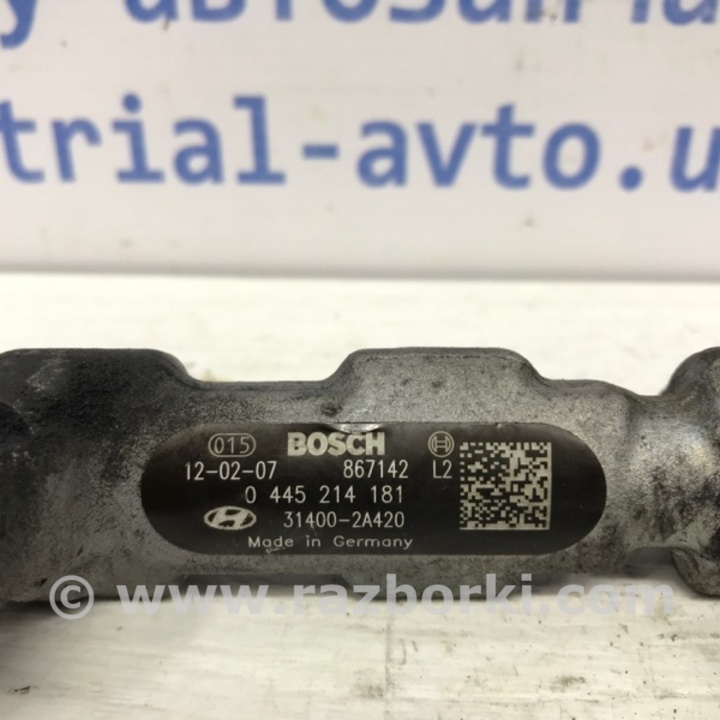 у автозапча
trial-avto.u
015 BOSCH
12-02-07 867142 L2
0 445 214 181
31400-2A420
Made in Germany
© www.razborki.com